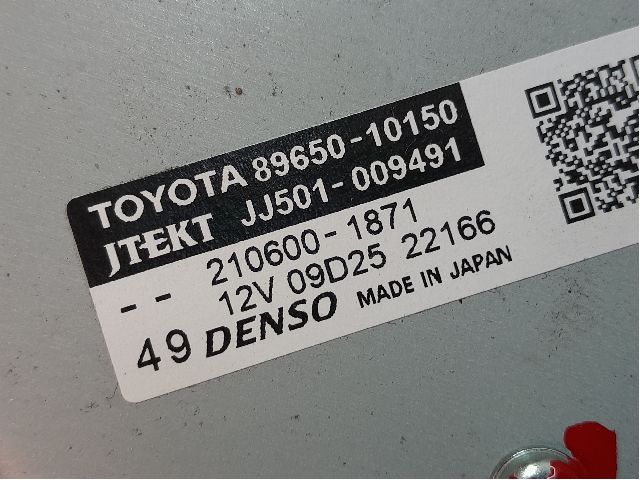 TOYOTA 89650-10150
JTEKT JJ501-009491
-- 210600-1871
12V 09D25 22166
49 DENSO MADE IN JAPAN